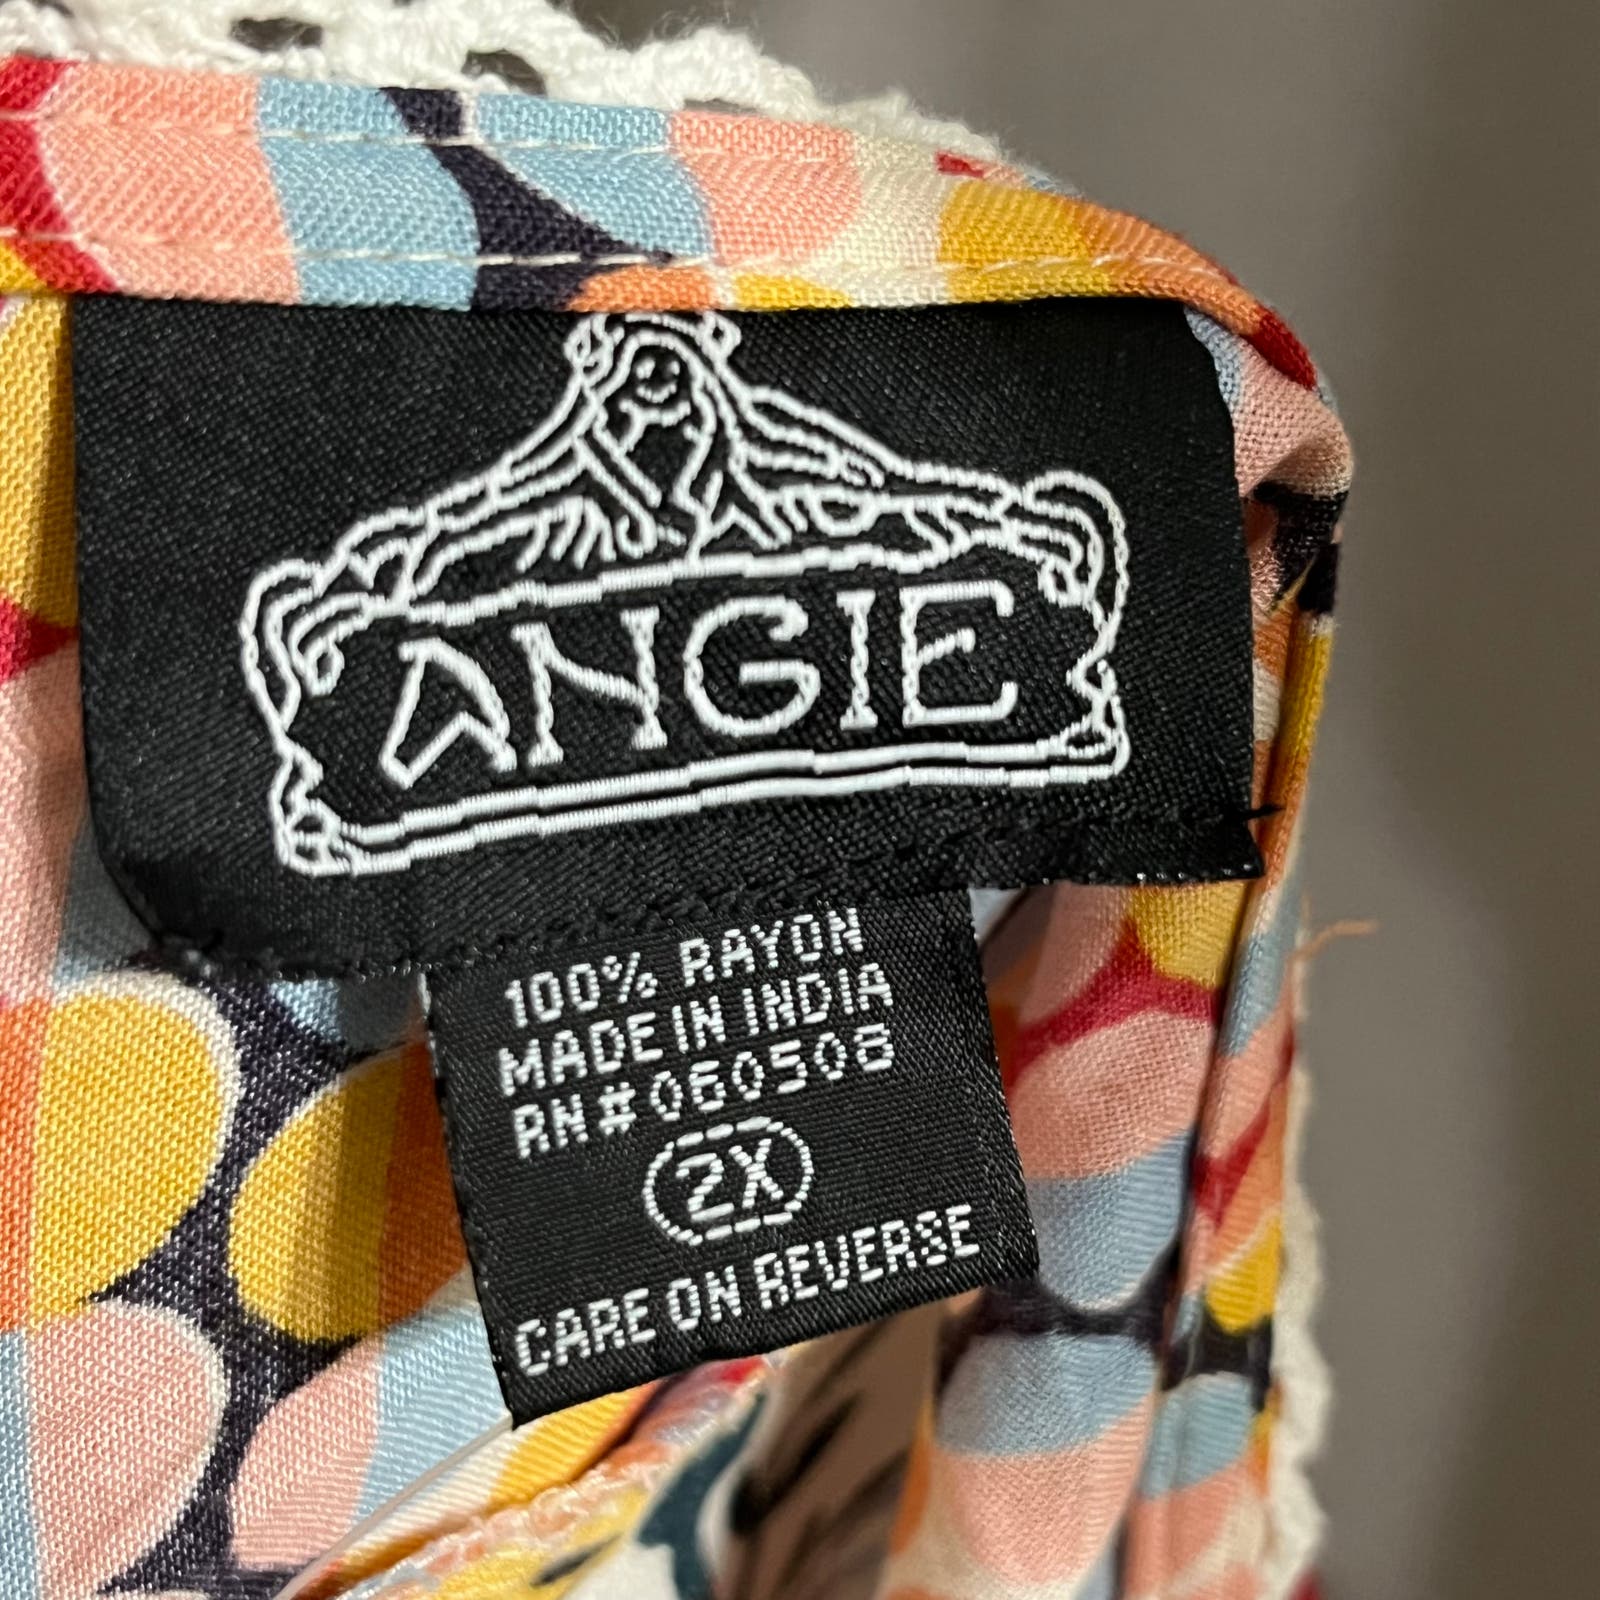 ANGIE
100% RAYON
MADE IN INDIA
RN#060508
2X
CARE ON REVERSE